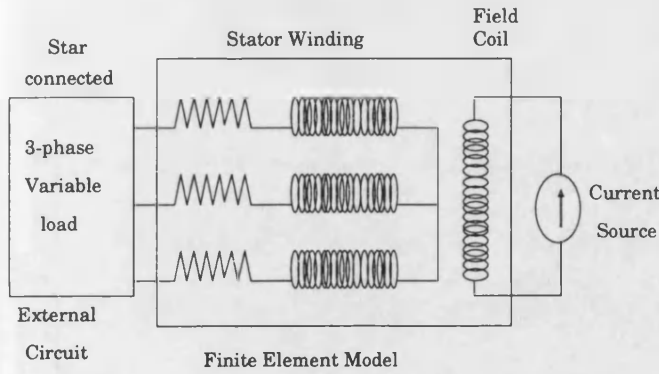 Star
connected
Stator Winding
Field
Coil
3-phase
Variable
load
Current
Source
External
Circuit
Finite Element Model